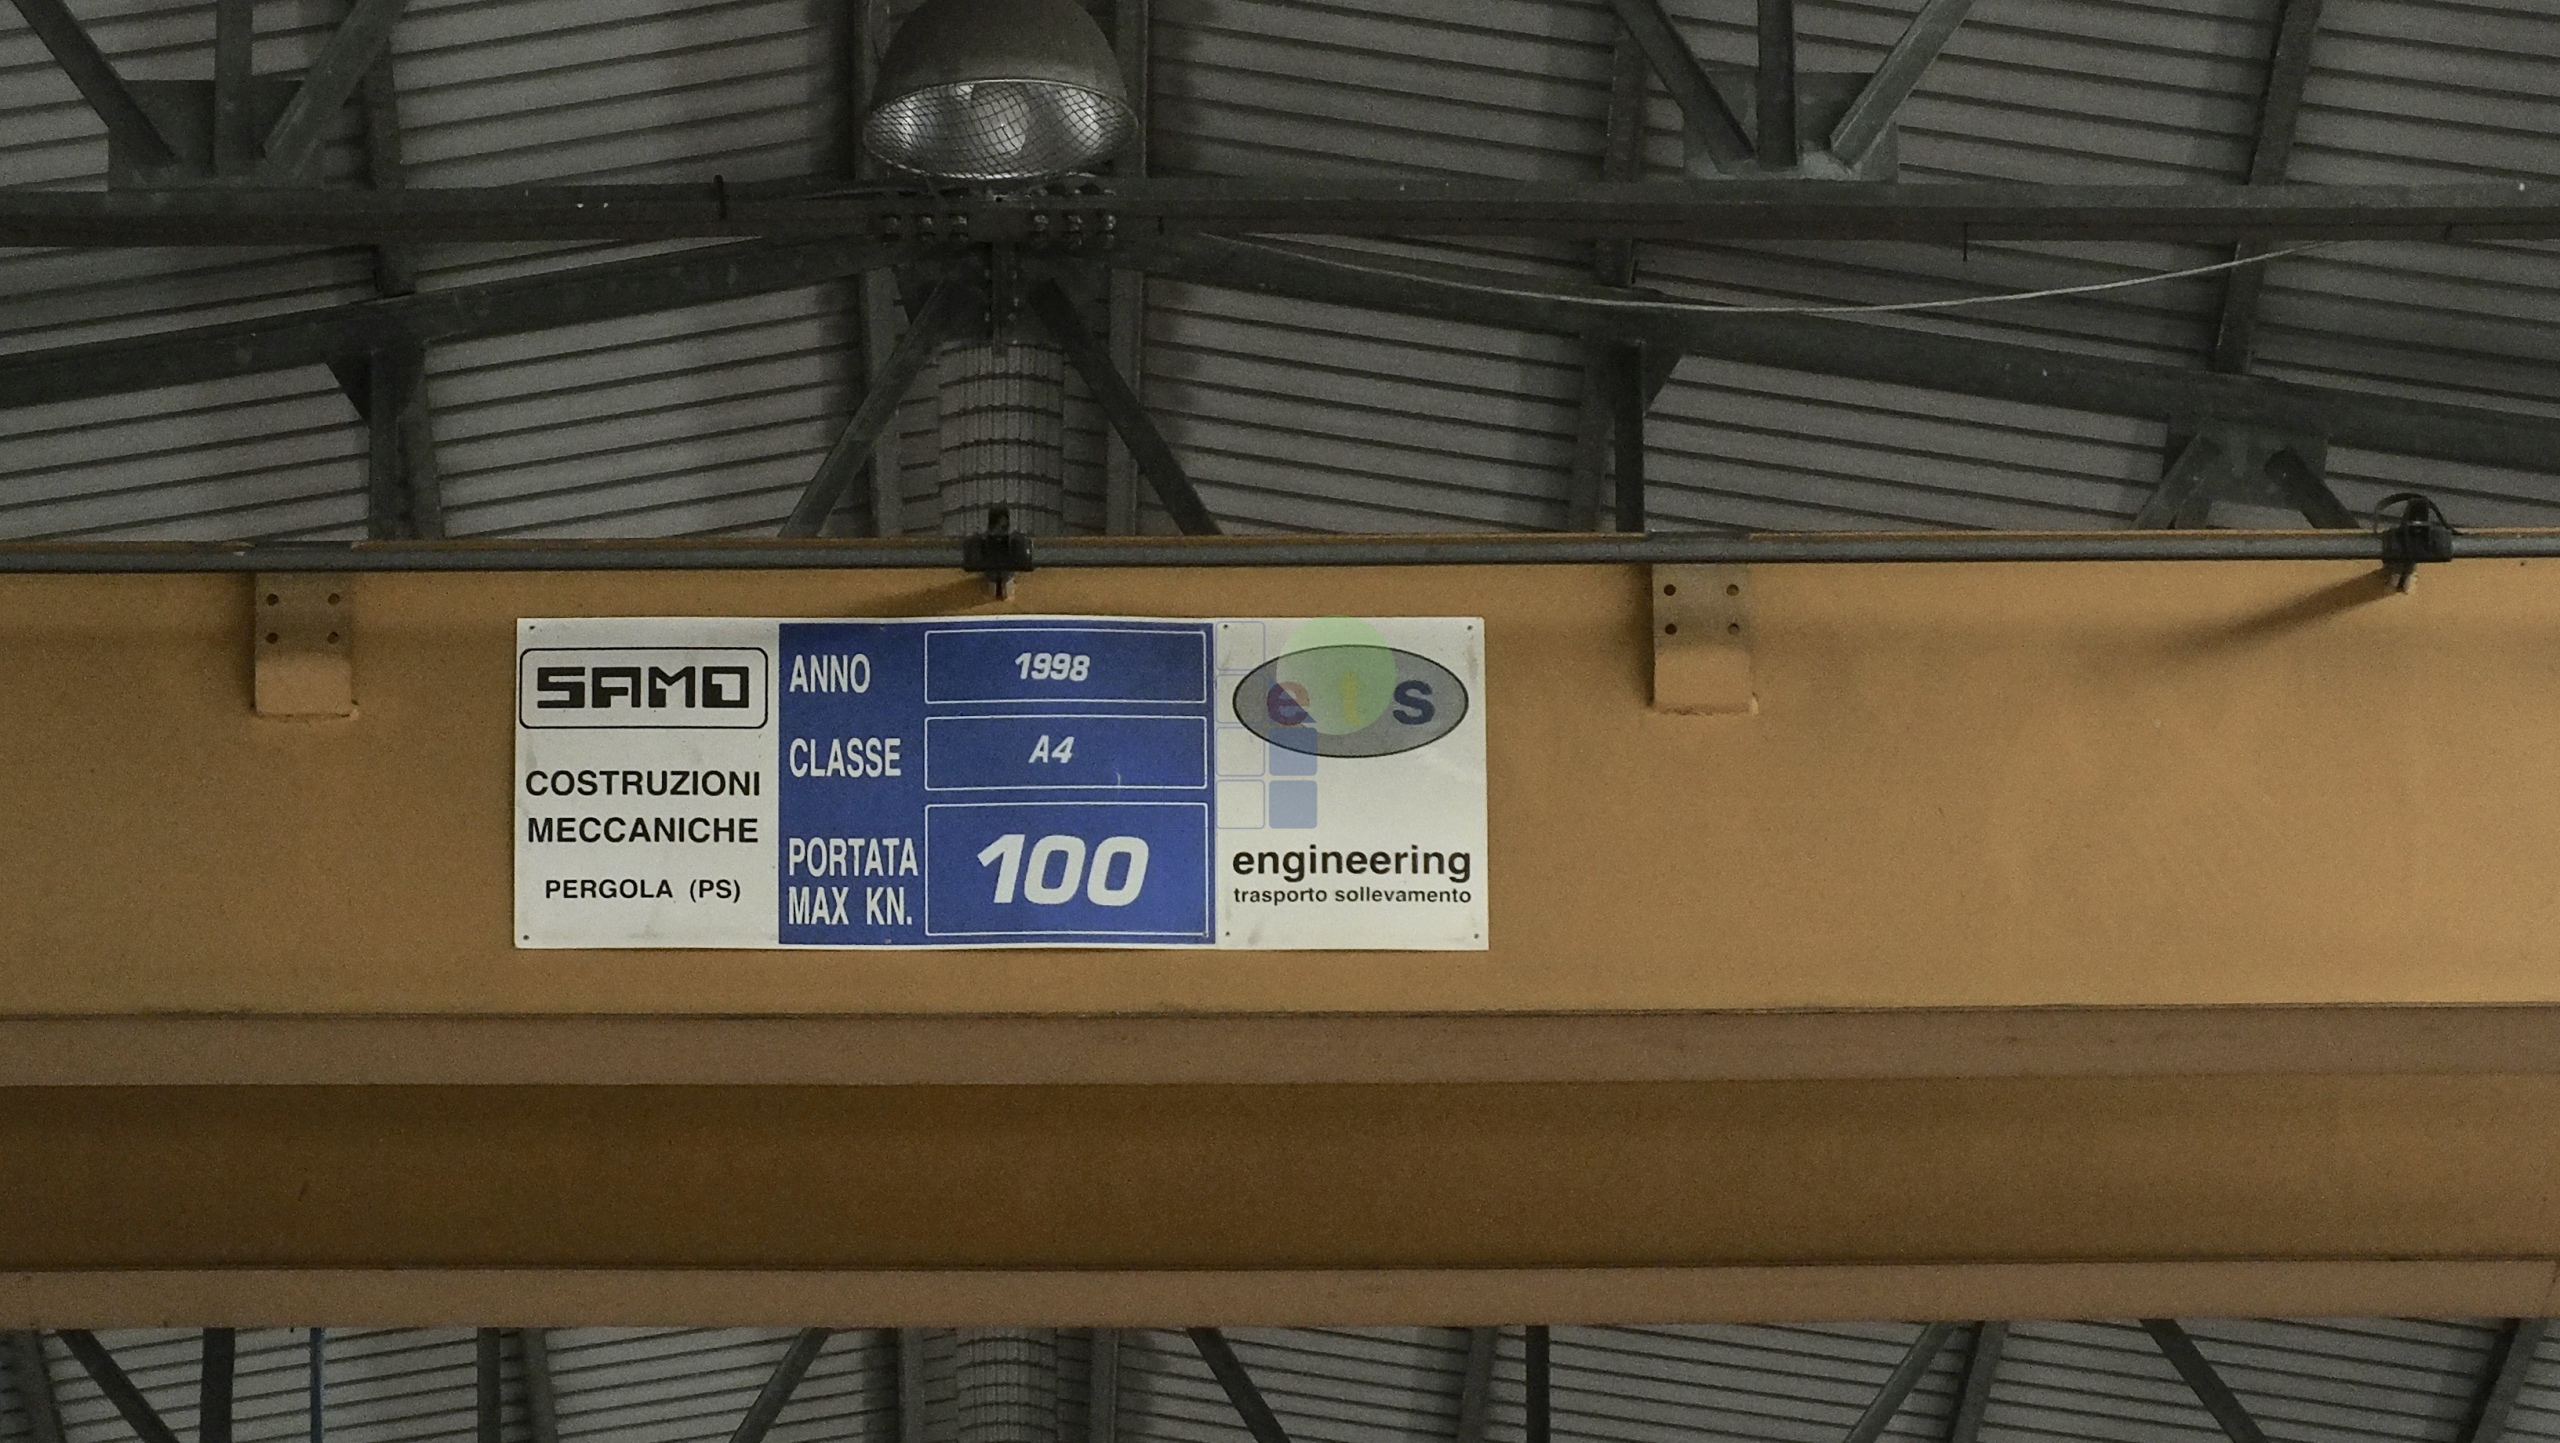 SAMO
COSTRUZIONI
MECCANICHE
PERGOLA (PS)
ANNO 1998
CLASSE A4
PORTATA
MAX KN. 100
ets
engineering
trasporto sollevamento